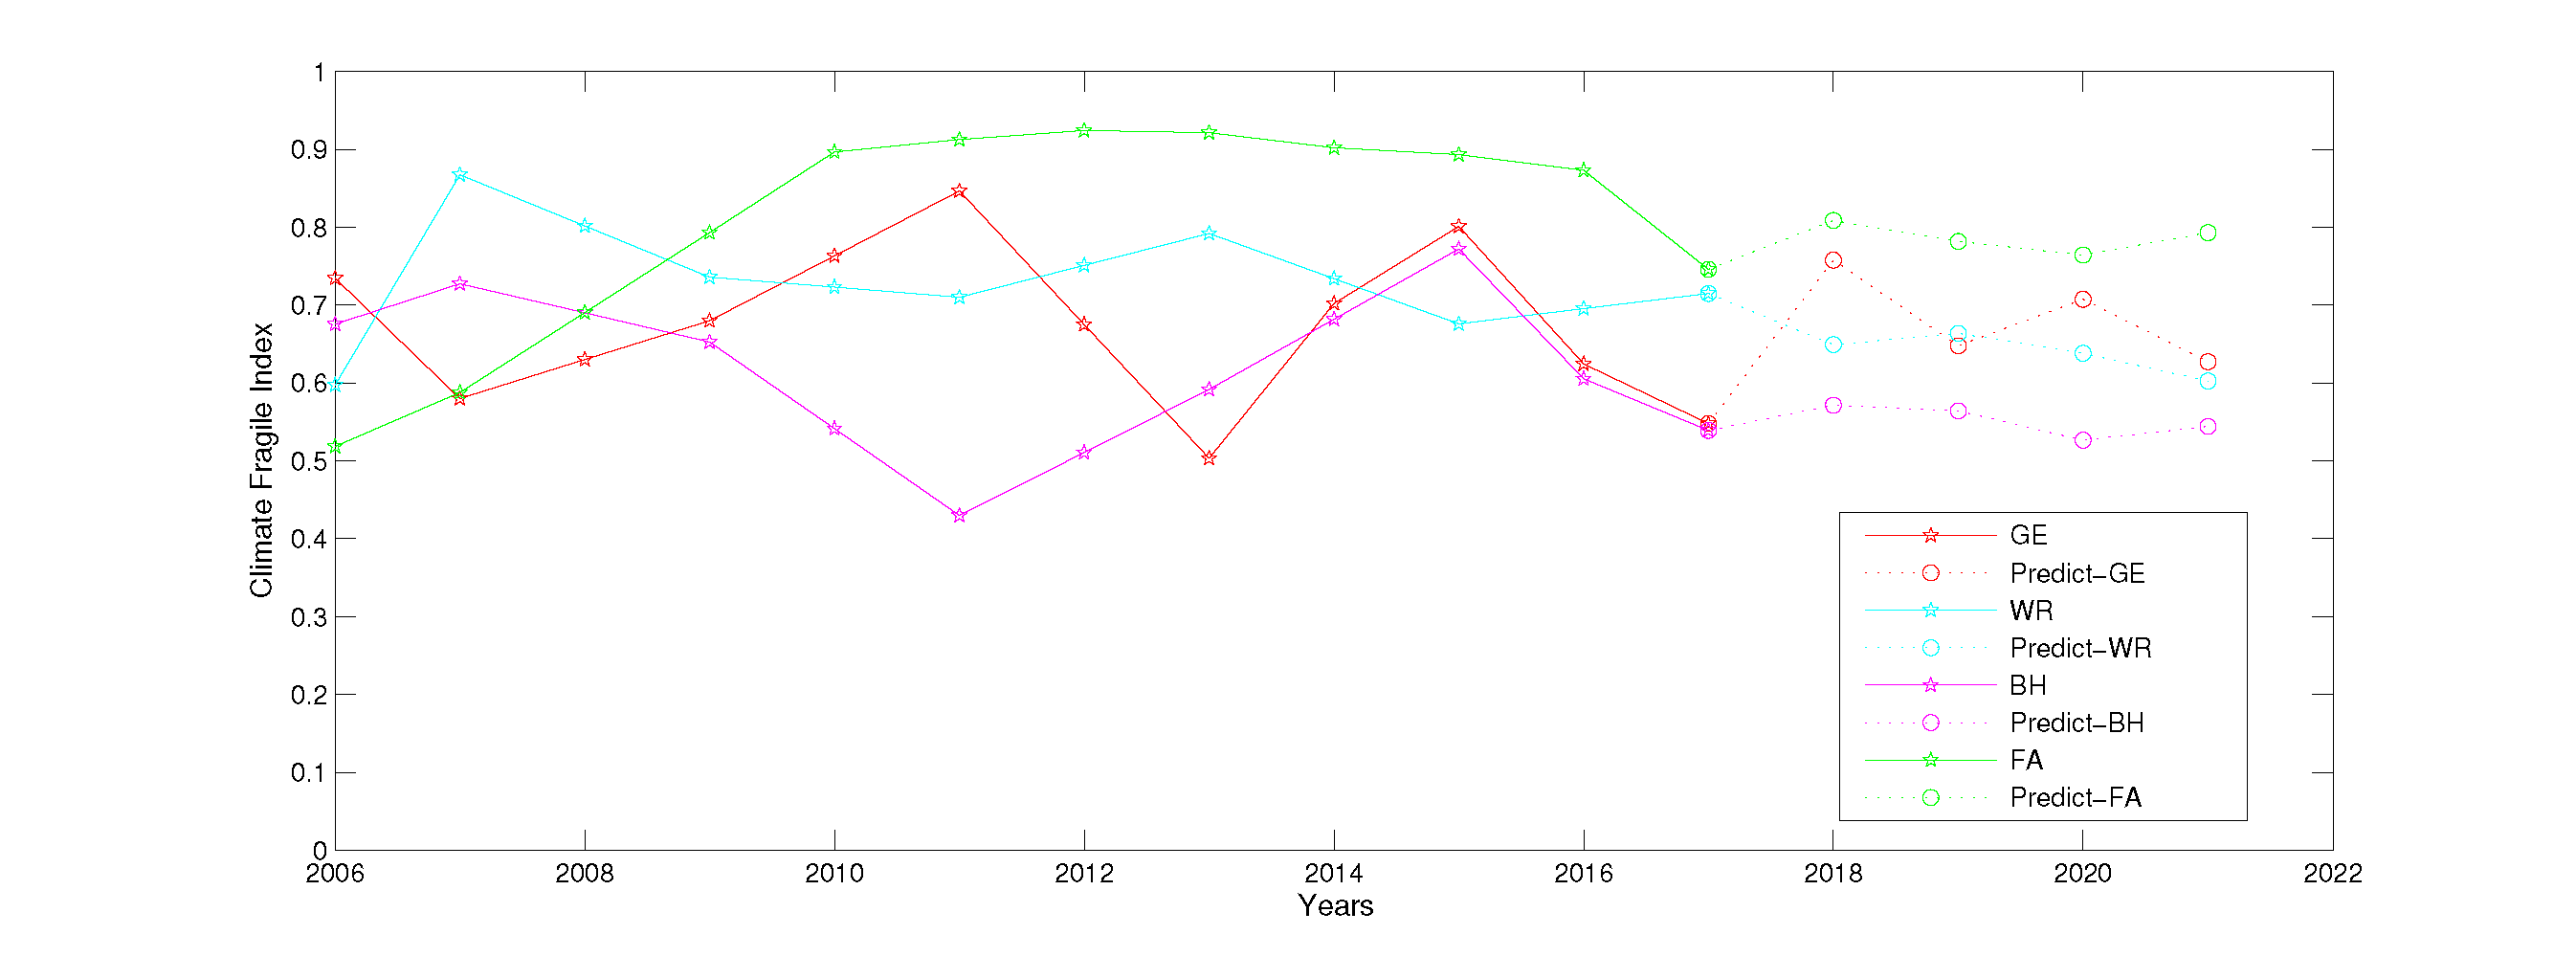 1
0.9
0.8
0.7
0.6
0.5
0.4
0.3
0.2
0.1
0
Climate Fragile Index
2006 2008 2010 2012 2014 2016 2018 2020 2022
Years
GE
Predict-GE
WR
Predict-WR
BH
Predict-BH
FA
Predict-FA